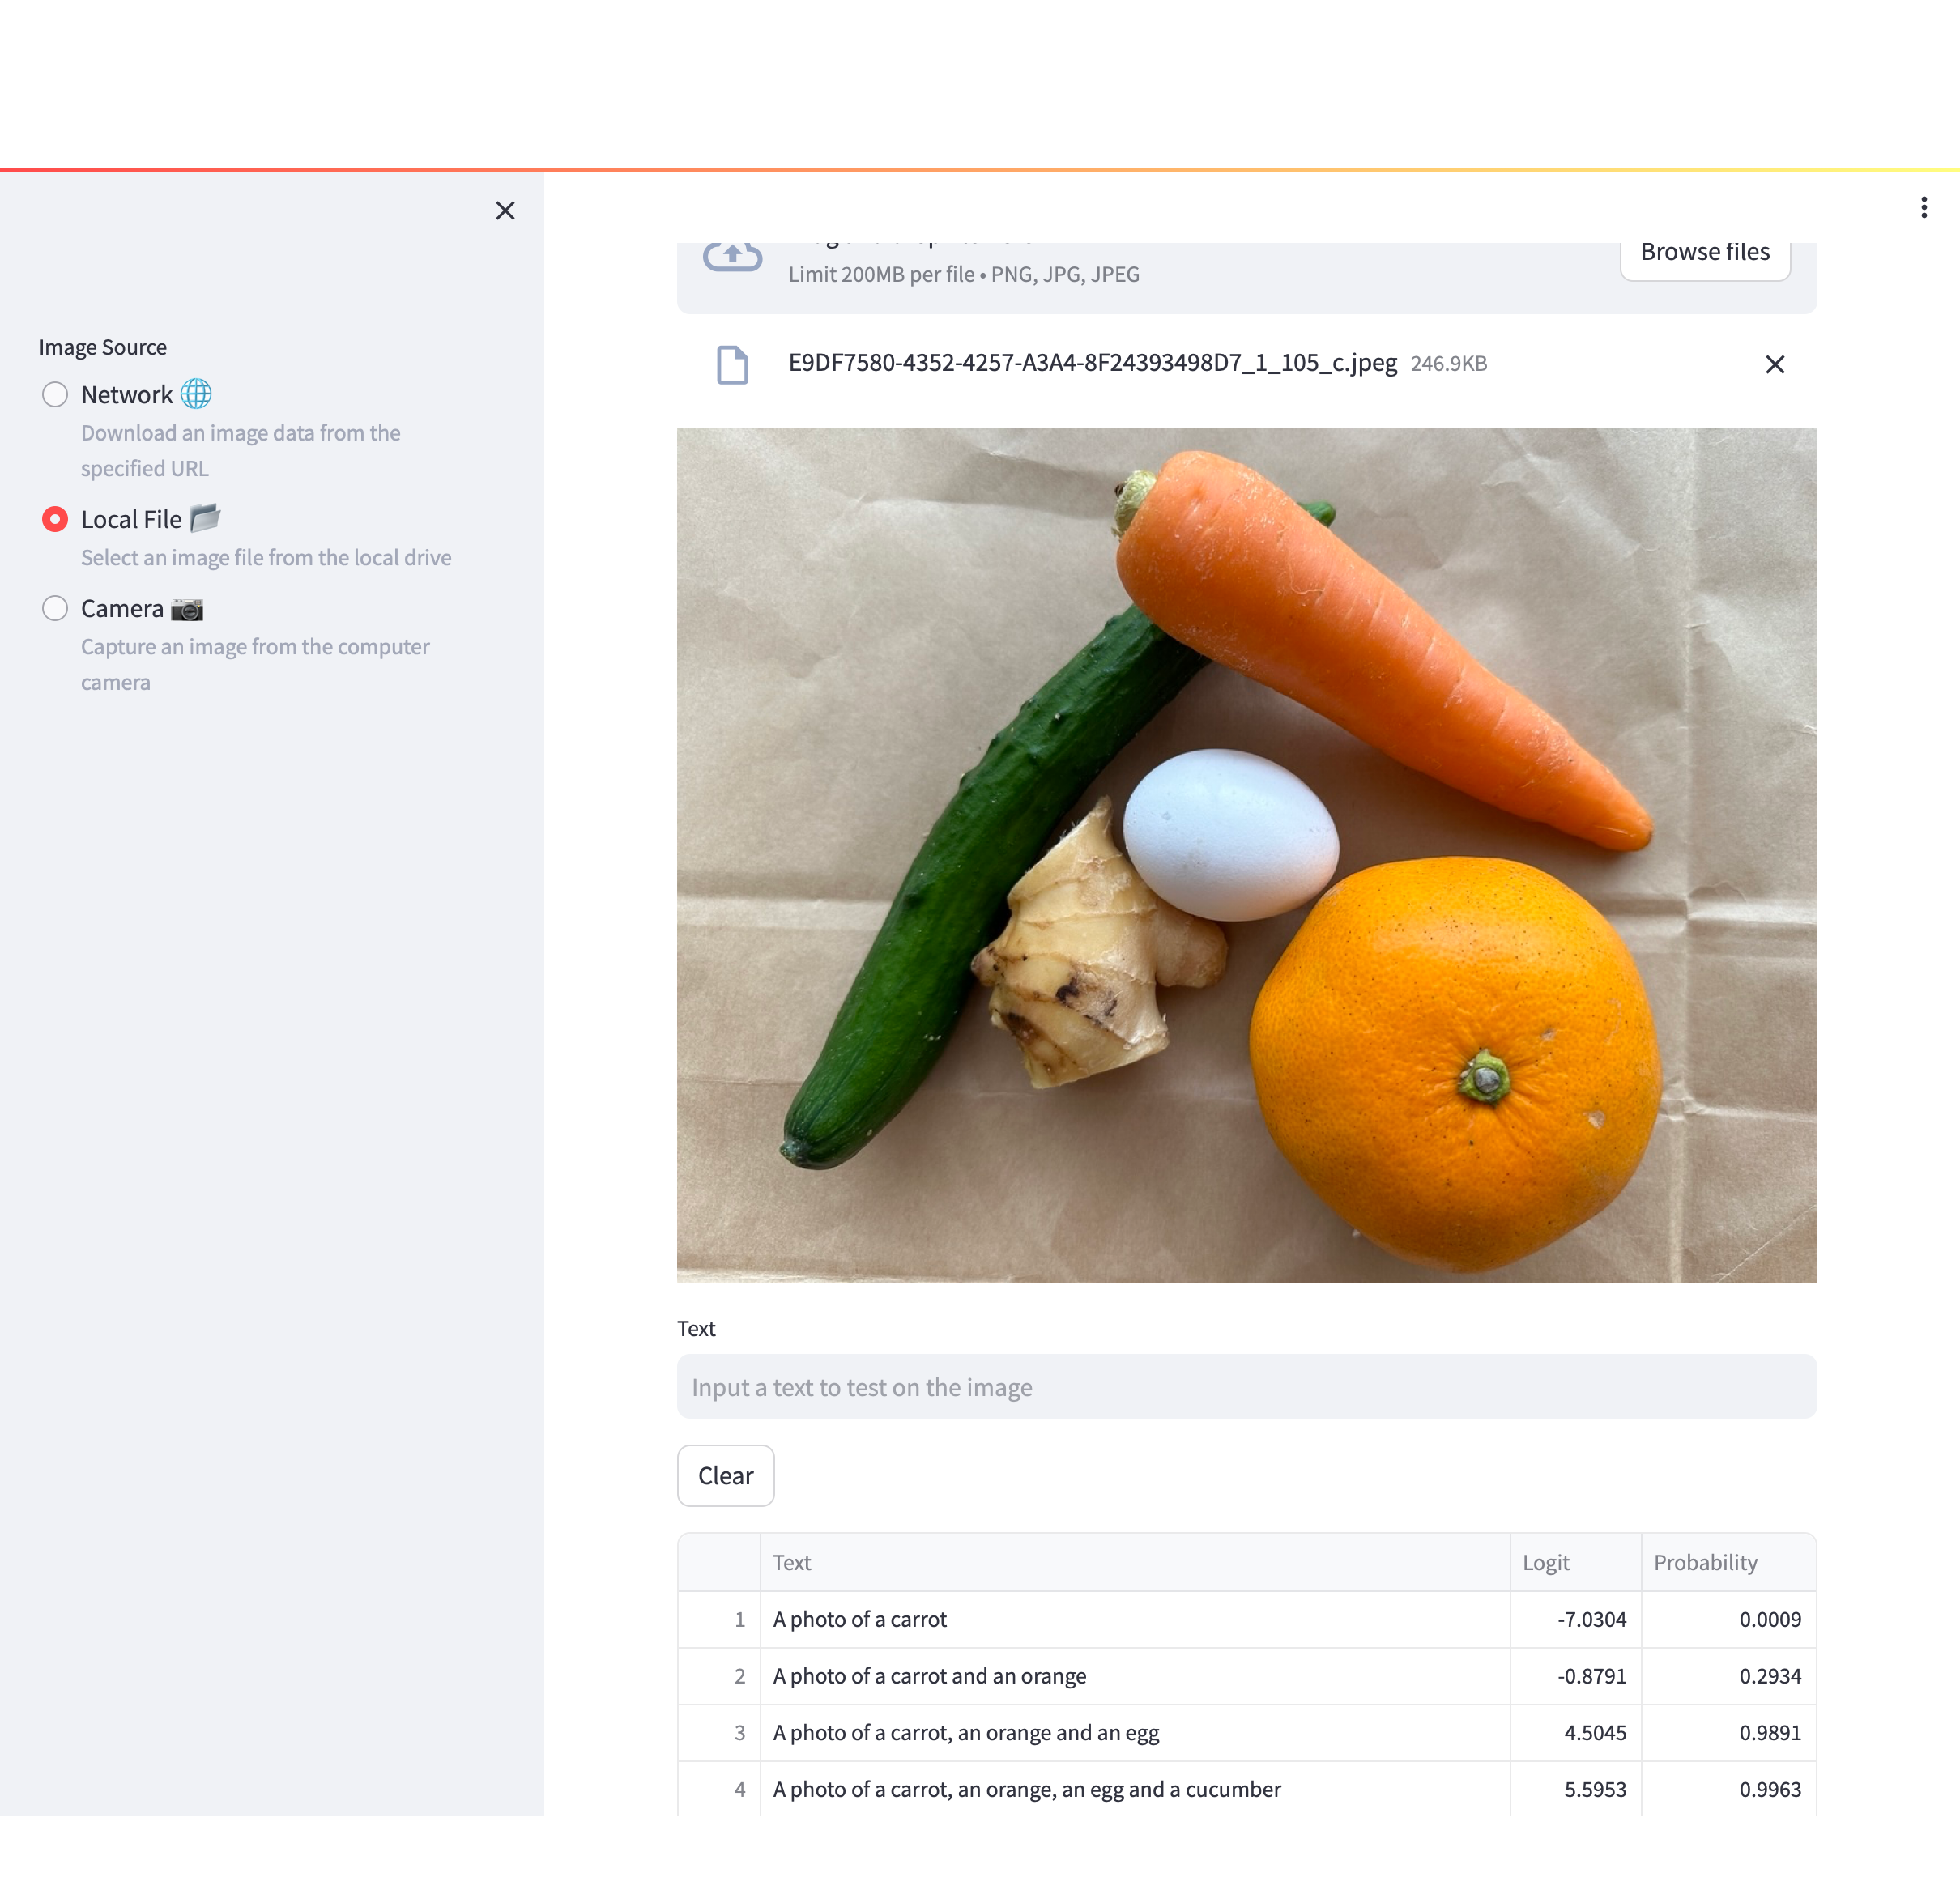 Image Source
Network
Download an image data from the
specified URL
Local File
Select an image file from the local drive
Camera
Capture an image from the computer
camera
Limit 200MB per file • PNG, JPG, JPEG
Browse files
E9DF7580-4352-4257-A3A4-8F24393498D7_1_105_c.jpeg 246.9KB
Text
Input a text to test on the image
Clear
Text Logit Probability
1 A photo of a carrot -7.0304 0.0009
2 A photo of a carrot and an orange -0.8791 0.2934
3 A photo of a carrot, an orange and an egg 4.5045 0.9891
4 A photo of a carrot, an orange, an egg and a cucumber 5.5953 0.9963